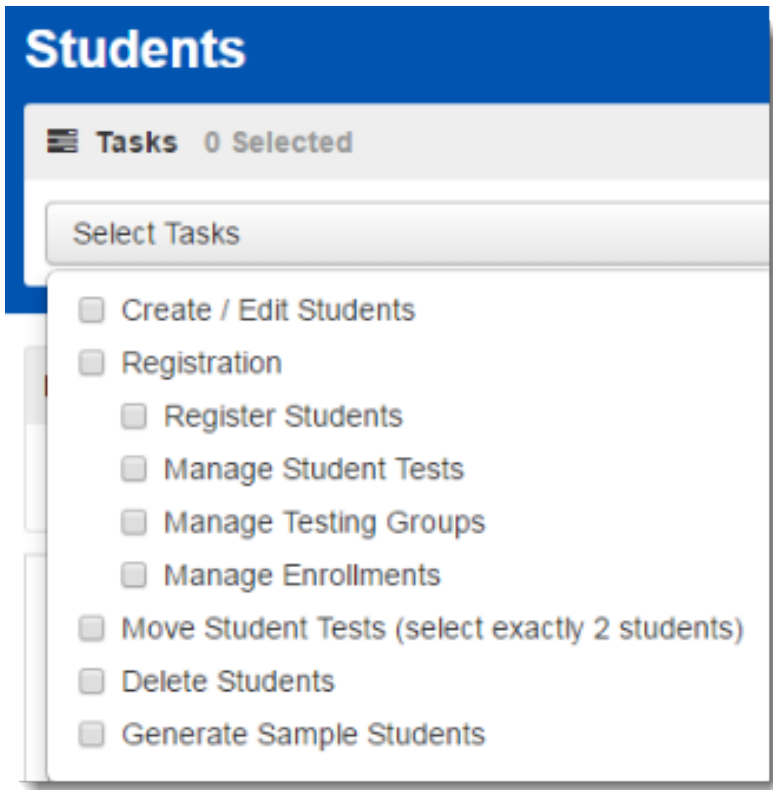 Students
Tasks 0 Selected
Select Tasks
Create / Edit Students
Registration
Register Students
Manage Student Tests
Manage Testing Groups
Manage Enrollments
Move Student Tests (select exactly 2 students)
Delete Students
Generate Sample Students